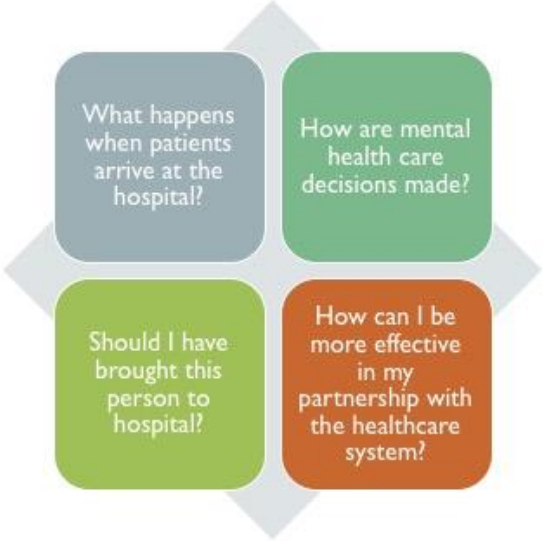 What happens
when patients
arrive at the
hospital?
How are mental
health care
decisions made?
Should I have
brought this
person to
hospital?
How can I be
more effective
in my
partnership with
the healthcare
system?